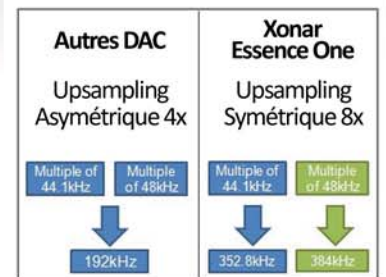 Autres DAC
Upsampling
Asymétrique 4x
Multiple of
44.1kHz
Multiple
of 48kHz
192kHz
Xonar
Essence One
Upsampling
Symétrique 8x
Multiple of
44.1kHz
Multiple
of 48kHz
352.8kHz
384kHz